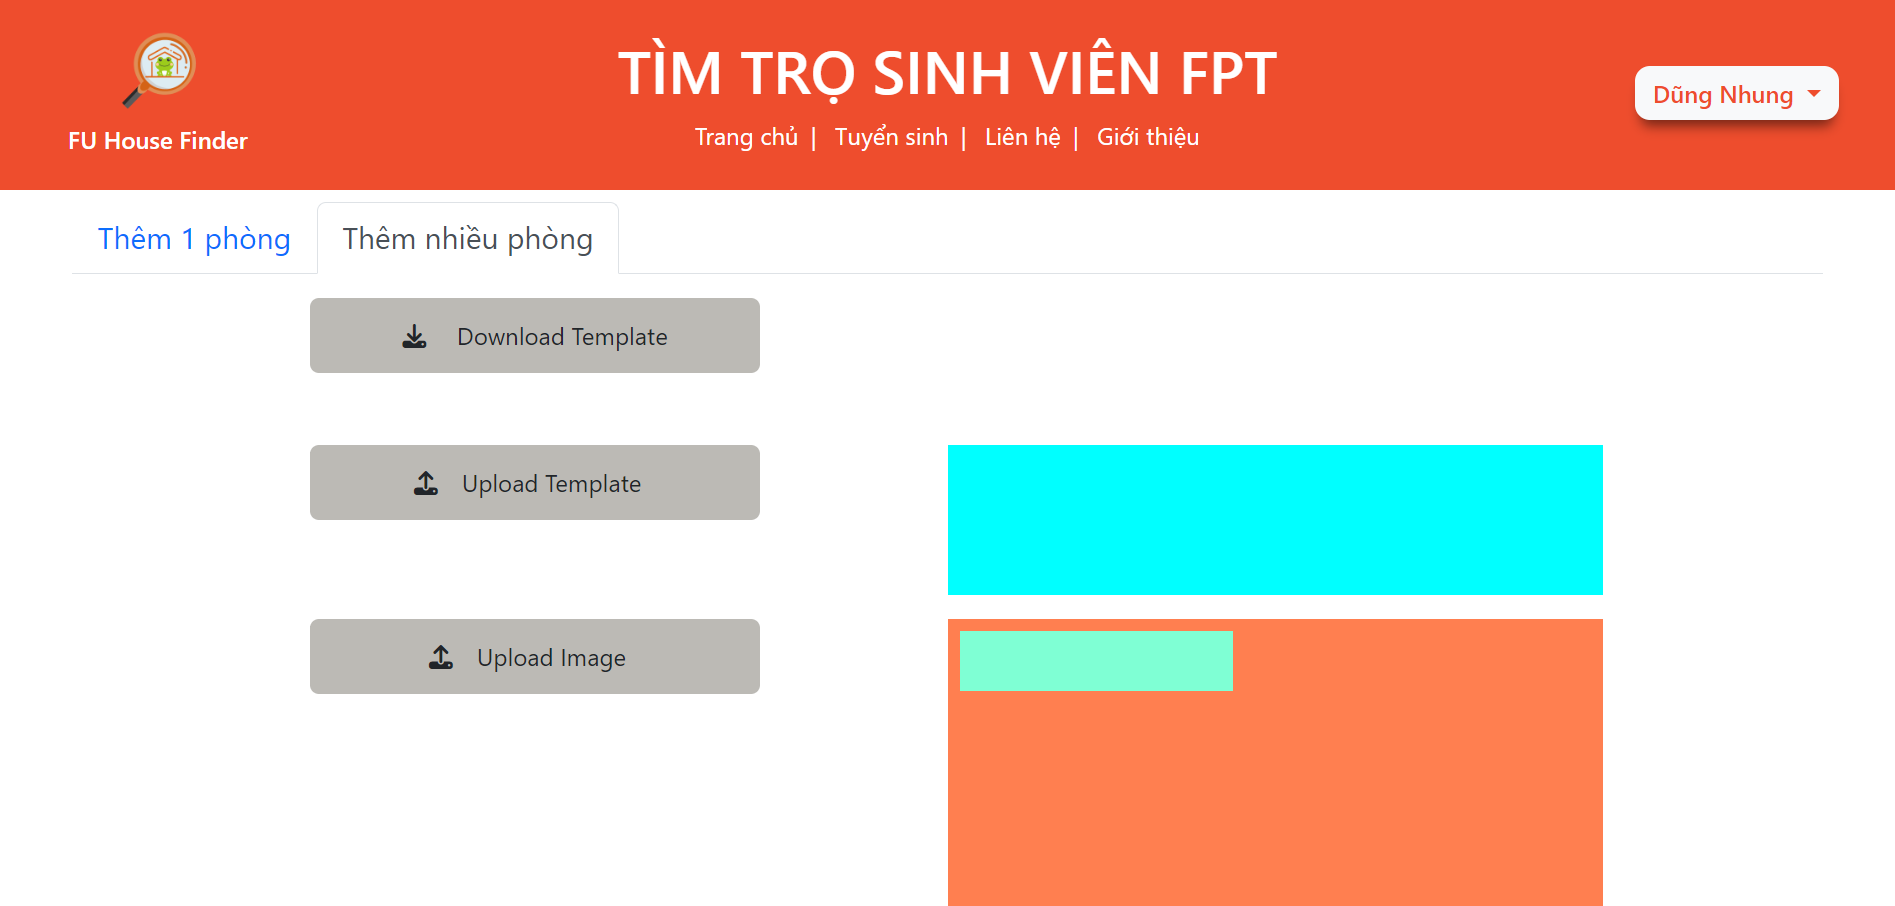 TÌM TRỌ SINH VIÊN FPT
FU House Finder
Trang chủ | Tuyển sinh | Liên hệ | Giới thiệu
Dũng Nhung
Thêm 1 phòng
Thêm nhiều phòng
Download Template
Upload Template
Upload Image